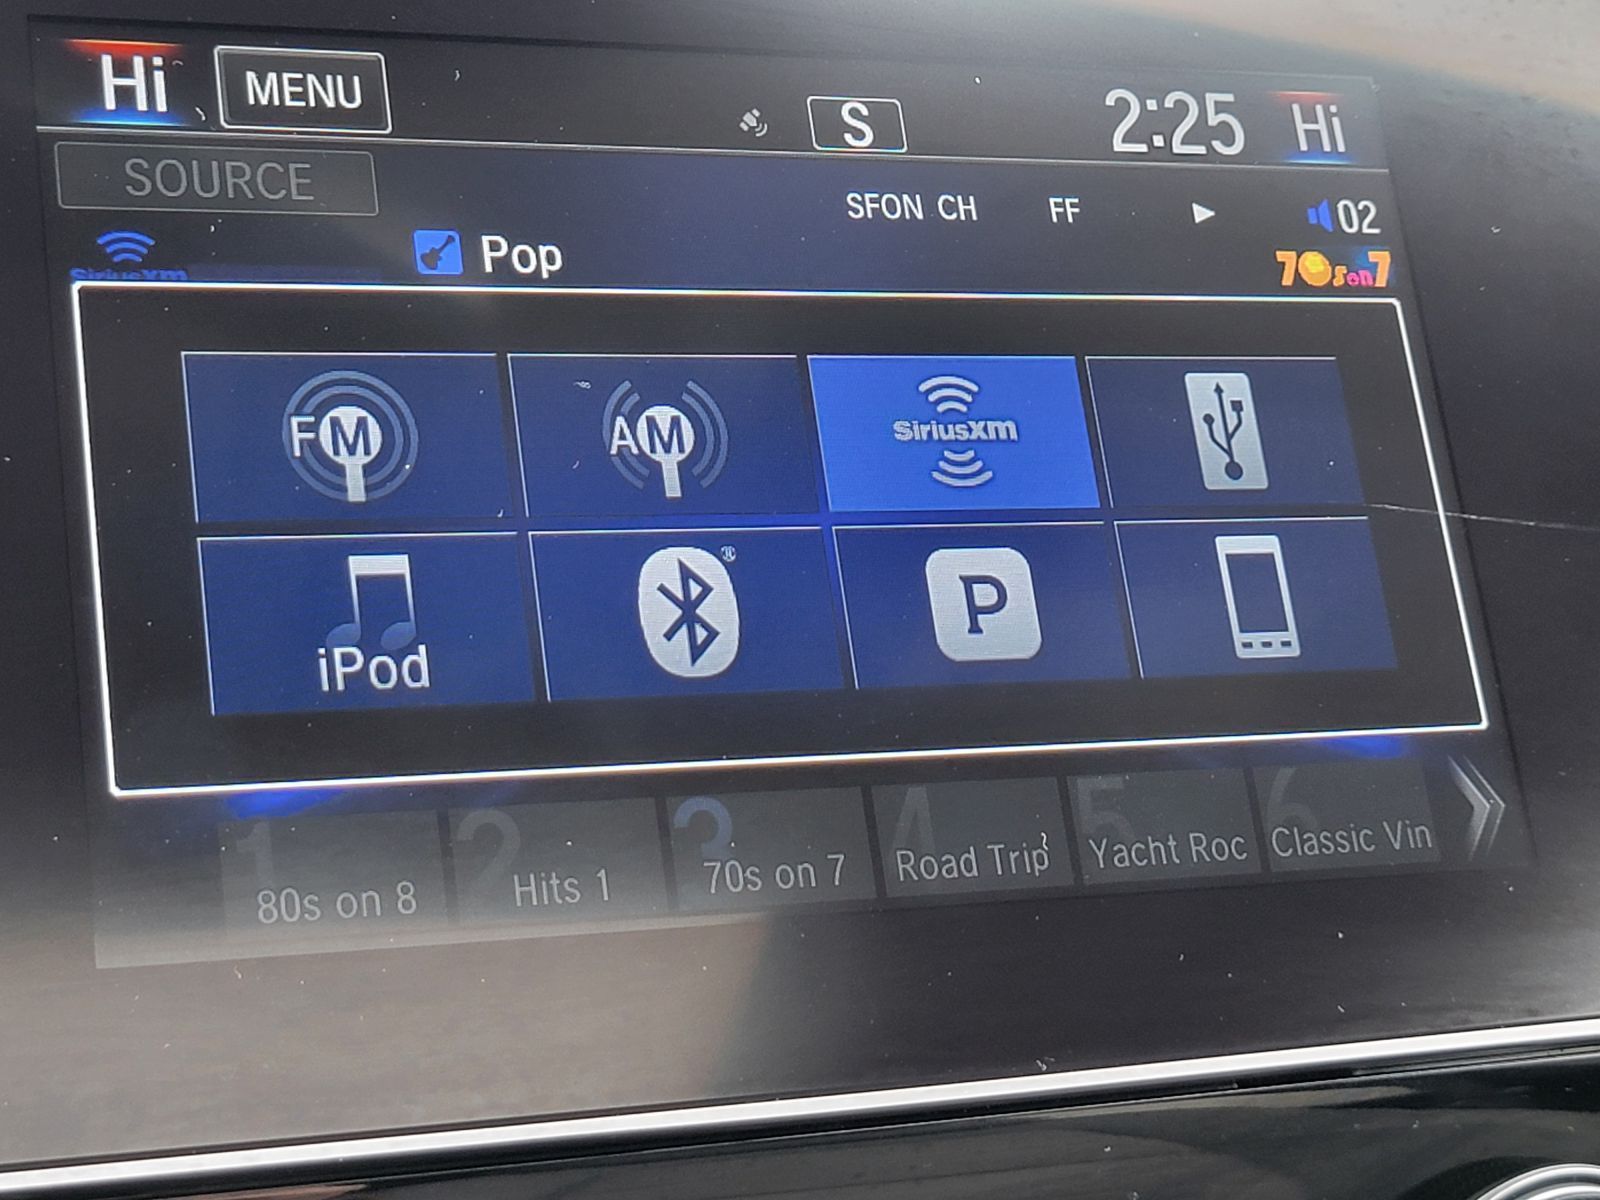 Hi MENU S 2:25 Hi
SOURCE
SFON CH FF 02
SiriusXm Pop 70s on 7
FM AM SiriusXm
iPod ® P
1 2 3 4 5 6
80s on 8 Hits 1 70s on 7 Road Trip Yacht Roc Classic Vin